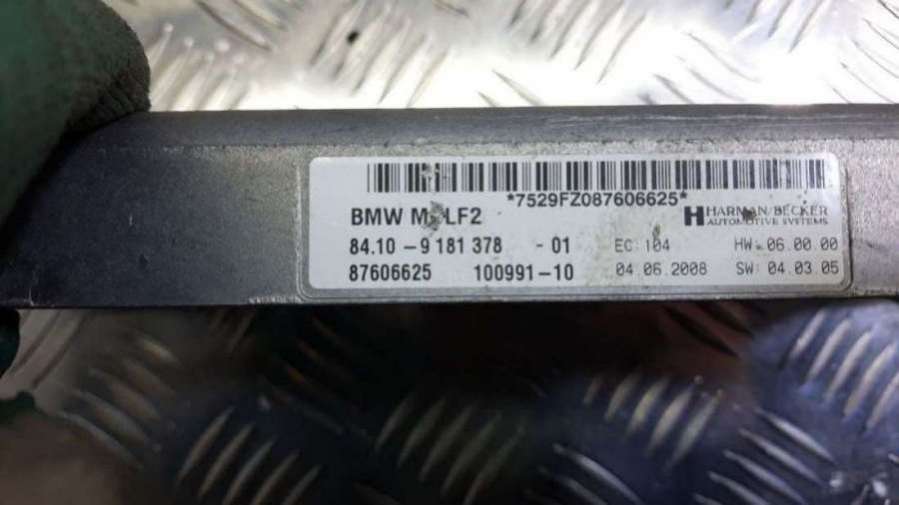 *7529FZ087606625*
BMW M-LF2
HARMAN/BECKER
AUTOMOTIVE SYSTEMS
84.10-9 181 378 -01 EC: 104 HW: 06.00.00
87606625 100991-10 04.06.2008 SW: 04.03.05